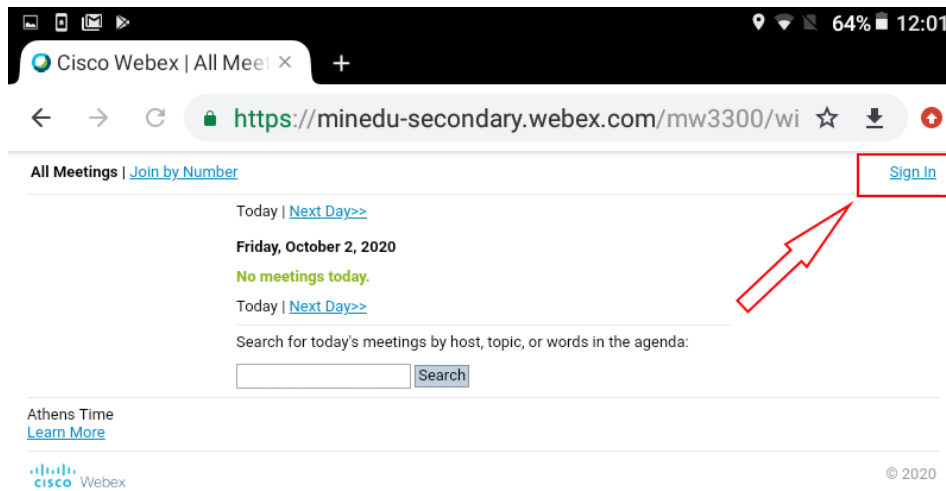 64% 12:01
Cisco Webex | All Meet
https://minedu-secondary.webex.com/mw3300/wi
All Meetings | Join by Number
Sign In
Today | Next Day>>
Friday, October 2, 2020
No meetings today.
Today | Next Day>>
Search for today's meetings by host, topic, or words in the agenda:
Search
Athens Time
Learn More
CISCO Webex
© 2020